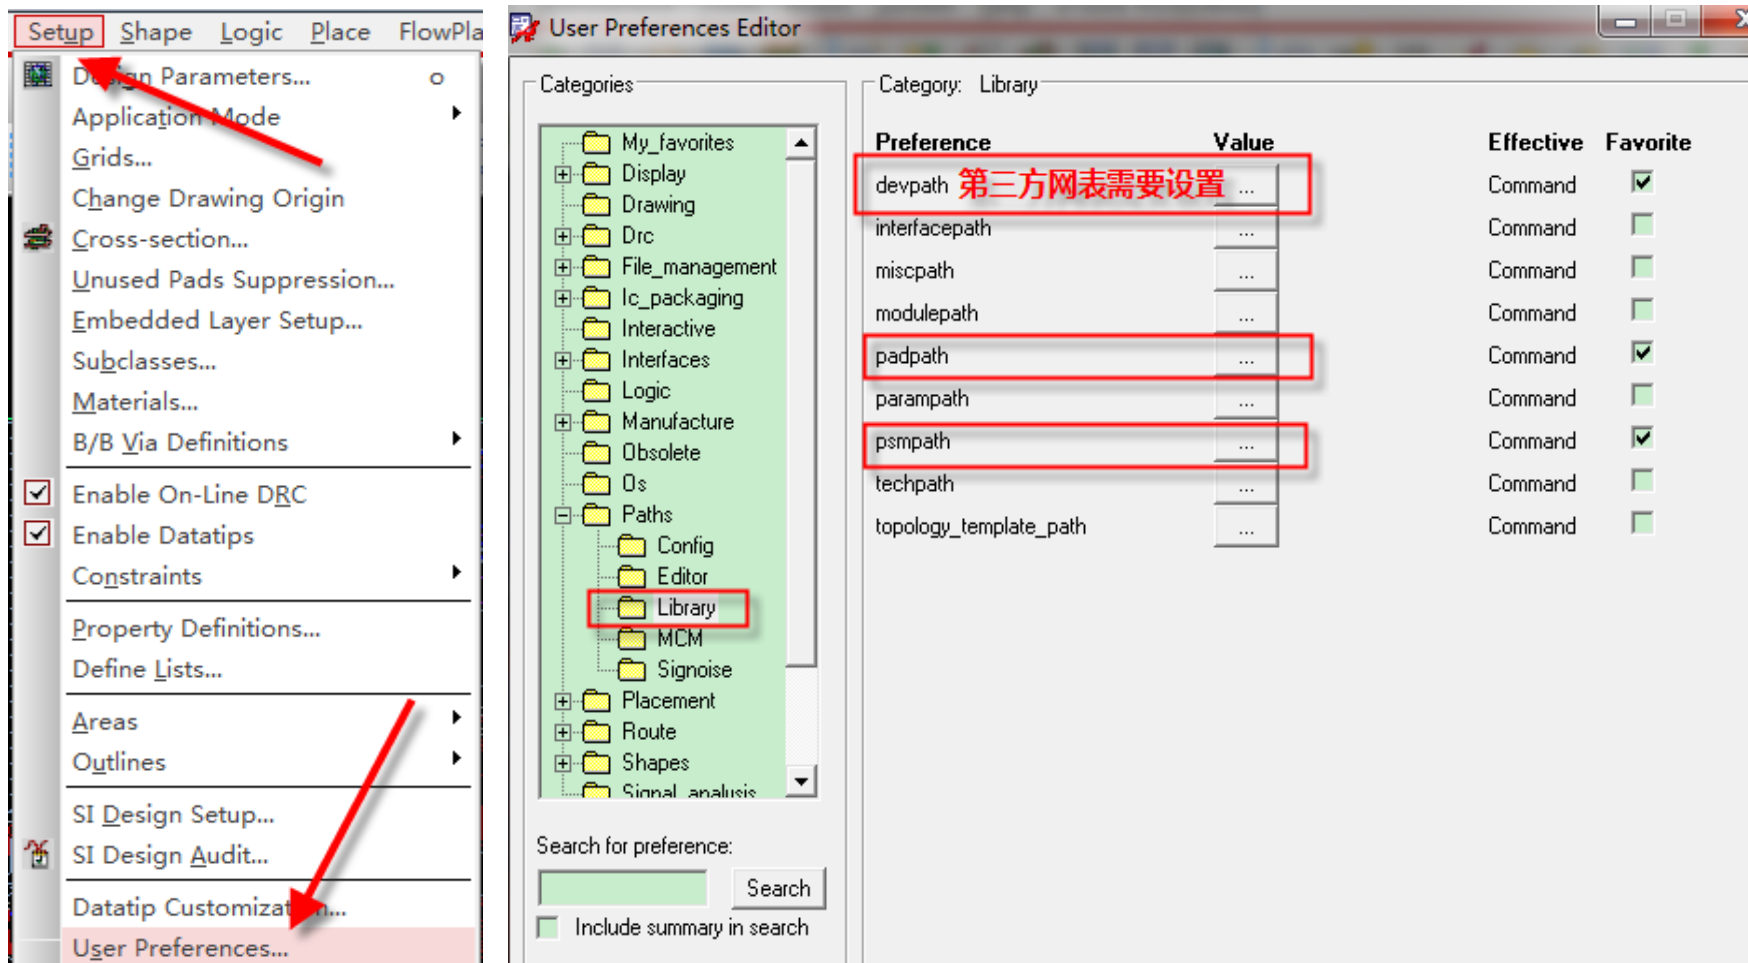 Setup Shape Logic Place FlowPla
Design Parameters... o
Application Mode
Grids...
Change Drawing Origin
Cross-section...
Unused Pads Suppression...
Embedded Layer Setup...
Subclasses...
Materials...
B/B Via Definitions
Enable On-Line DRC
Enable Datatips
Constraints
Property Definitions...
Define Lists...
Areas
Outlines
SI Design Setup...
SI Design Audit...
Datatip Customization...
User Preferences...
User Preferences Editor
Categories
My_favorites
Display
Drawing
Drc
File_management
Ic_packaging
Interactive
Interfaces
Logic
Manufacture
Obsolete
Os
Paths
Config
Editor
Library
MCM
Signoise
Placement
Route
Shapes
Signal_analysis
Search for preference:
Search
Include summary in search
Category: Library
Preference Value Effective Favorite
devpath 第三方网表需要设置 ... Command
interfacepath ... Command
miscpath ... Command
modulepath ... Command
padpath ... Command
parampath ... Command
psmpath ... Command
techpath ... Command
topology_template_path ... Command